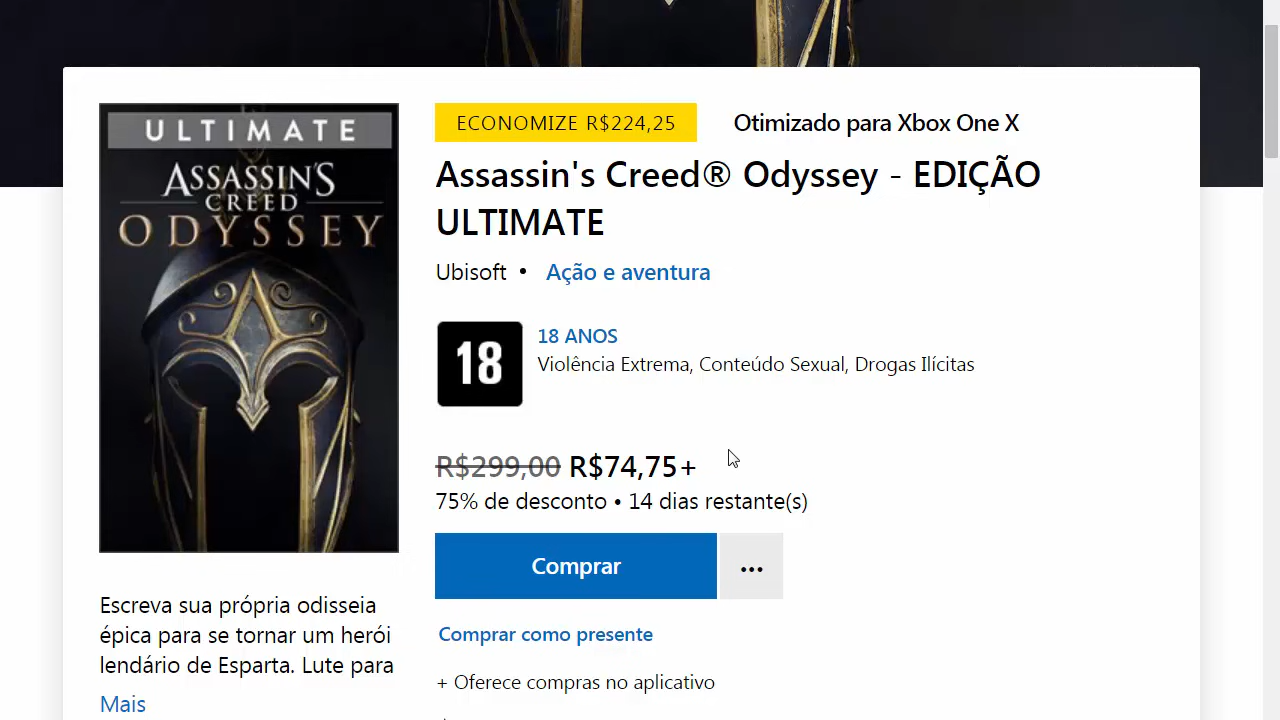 ULTIMATE
ASSASSIN'S
CREED
ODYSSEY
ECONOMIZE R$224,25
Otimizado para Xbox One X
Assassin's Creed® Odyssey - EDIÇÃO
ULTIMATE
Ubisoft • Ação e aventura
18
18 ANOS
Violência Extrema, Conteúdo Sexual, Drogas Ilícitas
R$299,00 R$74,75+
75% de desconto • 14 dias restante(s)
Comprar
...
Comprar como presente
+ Oferece compras no aplicativo
Escreva sua própria odisseia
épica para se tornar um herói
lendário de Esparta. Lute para
Mais